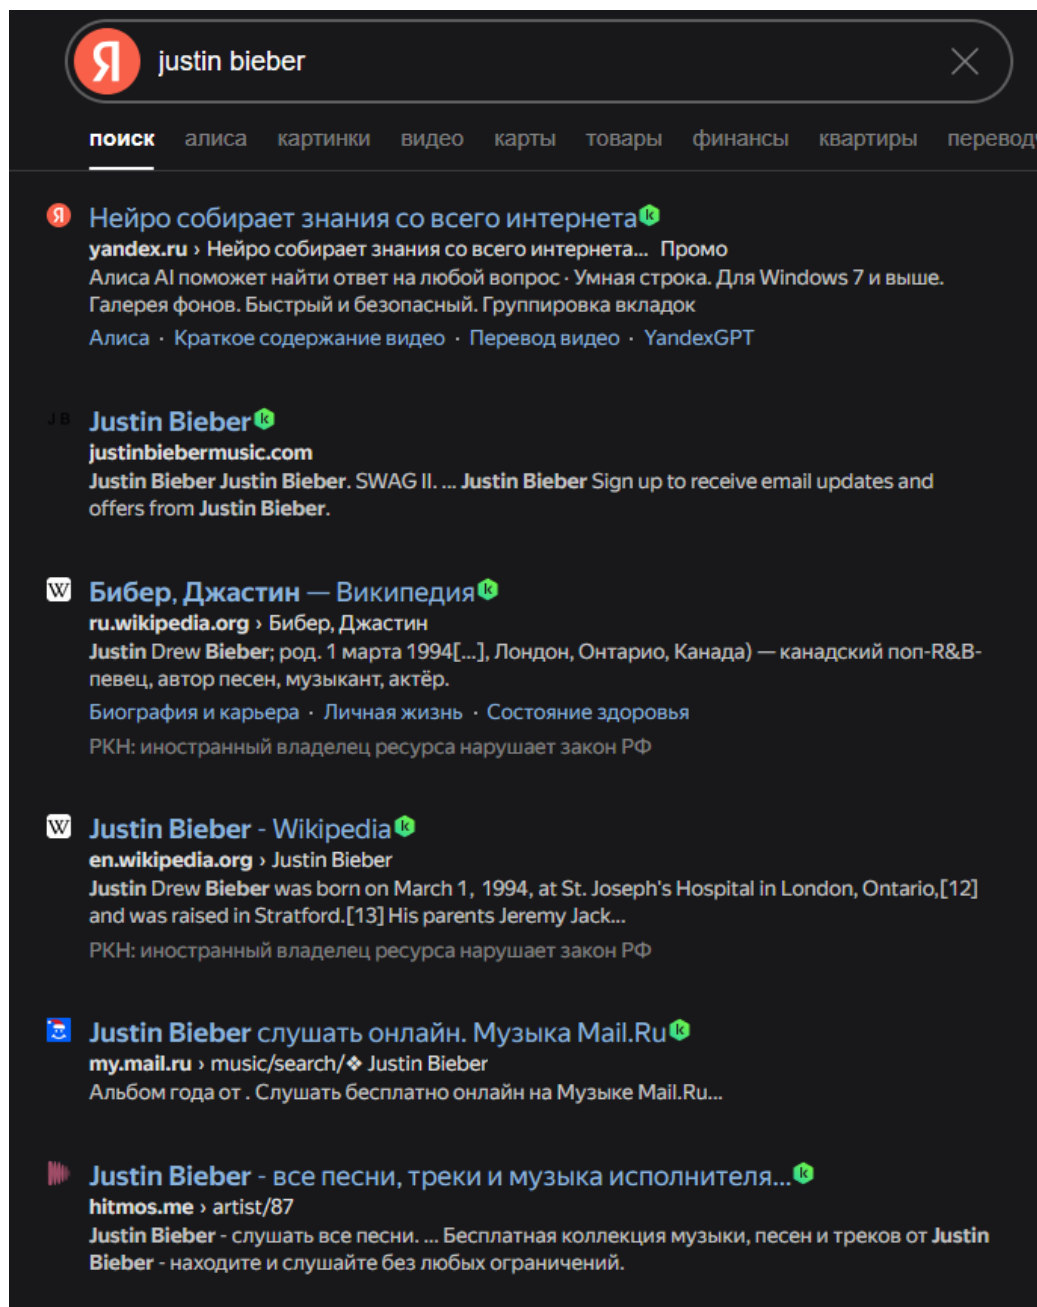 Я justin bieber
поиск алиса картинки видео карты товары финансы квартиры перевод
Нейро собирает знания со всего интернета
yandex.ru › Нейро собирает знания со всего интернета... Промо
Алиса AI поможет найти ответ на любой вопрос · Умная строка. Для Windows 7 и выше.
Галерея фонов. Быстрый и безопасный. Группировка вкладок
Алиса · Краткое содержание видео · Перевод видео · YandexGPT
J B Justin Bieber
justinbiebermusic.com
Justin Bieber Justin Bieber. SWAG II. ... Justin Bieber Sign up to receive email updates and
offers from Justin Bieber.
W Бибер, Джастин — Википедия
ru.wikipedia.org › Бибер, Джастин
Justin Drew Bieber; род. 1 марта 1994[...], Лондон, Онтарио, Канада) — канадский поп-R&B-
певец, автор песен, музыкант, актёр.
Биография и карьера · Личная жизнь · Состояние здоровья
РКН: иностранный владелец ресурса нарушает закон РФ
W Justin Bieber - Wikipedia
en.wikipedia.org › Justin Bieber
Justin Drew Bieber was born on March 1, 1994, at St. Joseph's Hospital in London, Ontario,[12]
and was raised in Stratford.[13] His parents Jeremy Jack...
РКН: иностранный владелец ресурса нарушает закон РФ
Justin Bieber слушать онлайн. Музыка Mail.Ru
my.mail.ru › music/search/❖ Justin Bieber
Альбом года от . Слушать бесплатно онлайн на Музыке Mail.Ru...
Justin Bieber - все песни, треки и музыка исполнителя...
hitmos.me › artist/87
Justin Bieber - слушать все песни. ... Бесплатная коллекция музыки, песен и треков от Justin
Bieber - находите и слушайте без любых ограничений.